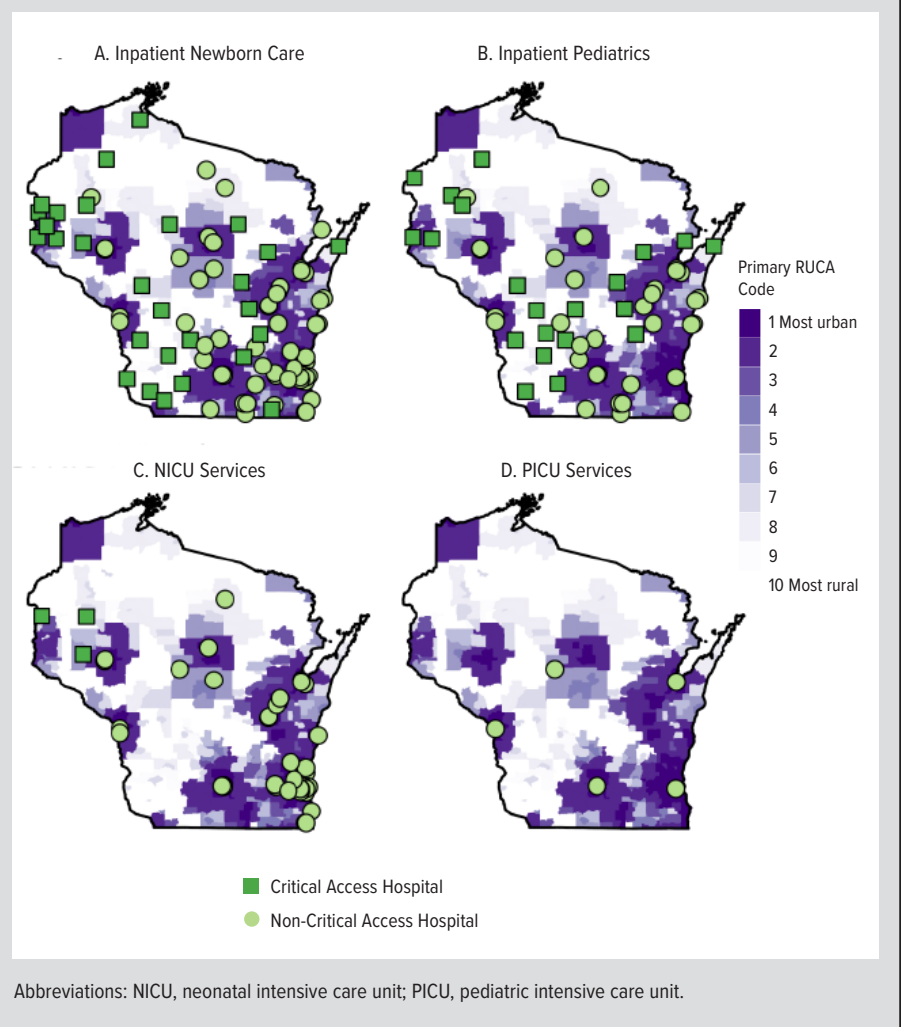 A. Inpatient Newborn Care
B. Inpatient Pediatrics
Primary RUCA
Code
1 Most urban
2
3
4
5
6
7
8
9
10 Most rural
C. NICU Services
D. PICU Services
Critical Access Hospital
Non-Critical Access Hospital
Abbreviations: NICU, neonatal intensive care unit; PICU, pediatric intensive care unit.